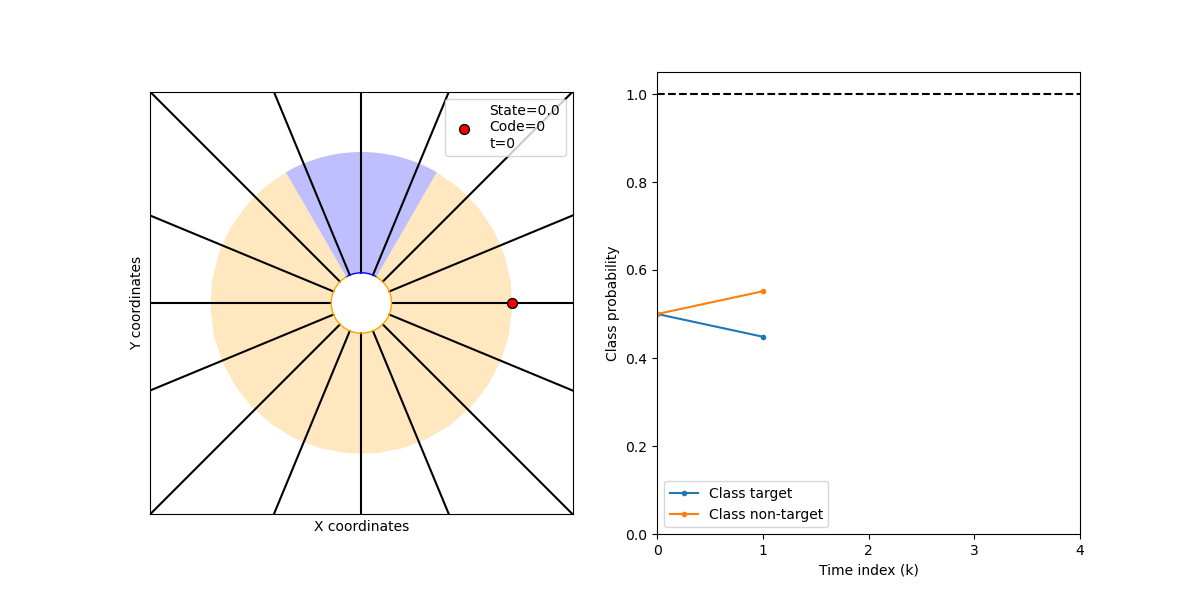 State=0.0
Code=0
t=0
Y coordinates
X coordinates
1.0
0.8
0.6
0.4
0.2
0.0
Class probability
Class target
Class non-target
0 1 2 3 4
Time index (k)